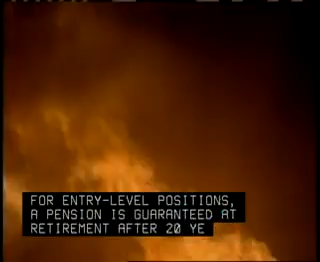 FOR ENTRY-LEVEL POSITIONS,
A PENSION IS GUARANTEED AT
RETIREMENT AFTER 20 YE